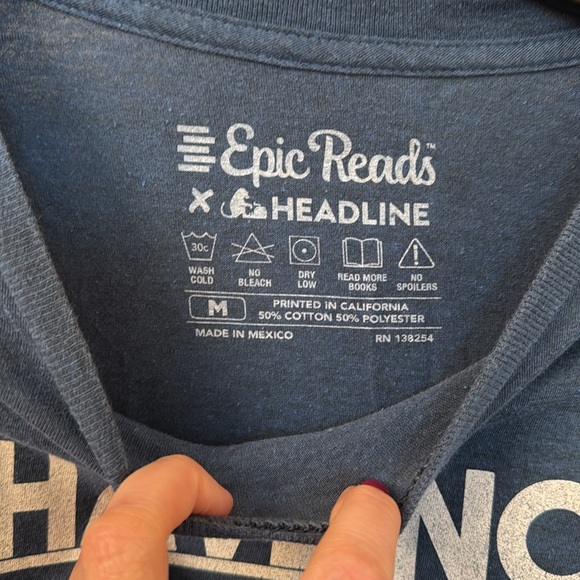 Epic Reads™
X HEADLINE
30c
WASH COLD
NO BLEACH
DRY LOW
READ MORE BOOKS
NO SPOILERS
M
PRINTED IN CALIFORNIA
50% COTTON 50% POLYESTER
MADE IN MEXICO
RN 138254
NO